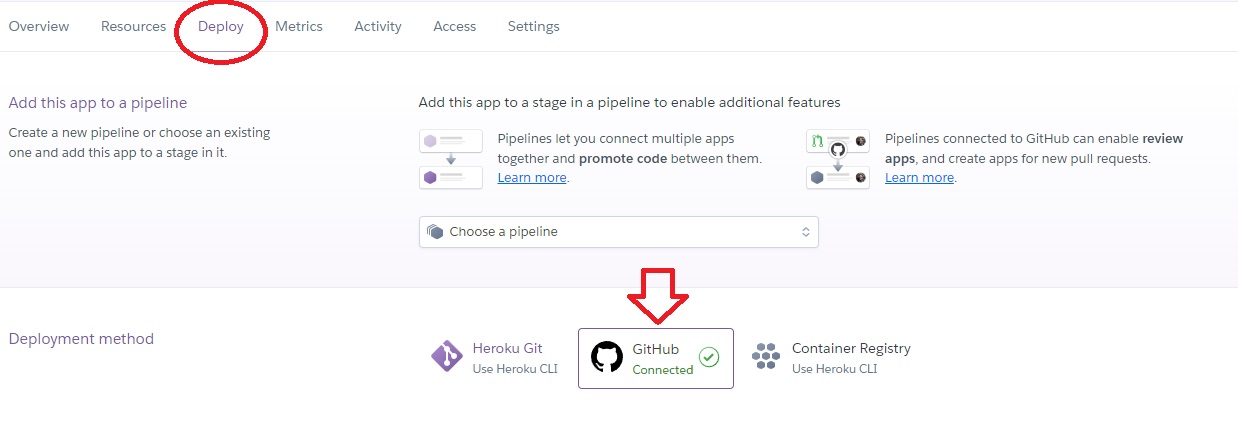 Overview Resources Deploy Metrics Activity Access Settings
Add this app to a pipeline
Create a new pipeline or choose an existing
one and add this app to a stage in it.
Add this app to a stage in a pipeline to enable additional features
Pipelines let you connect multiple apps
together and promote code between them.
Learn more.
Pipelines connected to GitHub can enable review
apps, and create apps for new pull requests.
Learn more.
Choose a pipeline
Deployment method
Heroku Git
Use Heroku CLI
GitHub
Connected
Container Registry
Use Heroku CLI